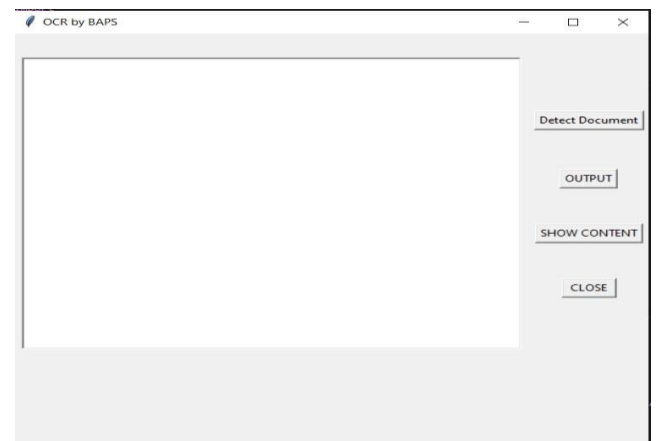 OCR by BAPS
Detect Document
OUTPUT
SHOW CONTENT
CLOSE